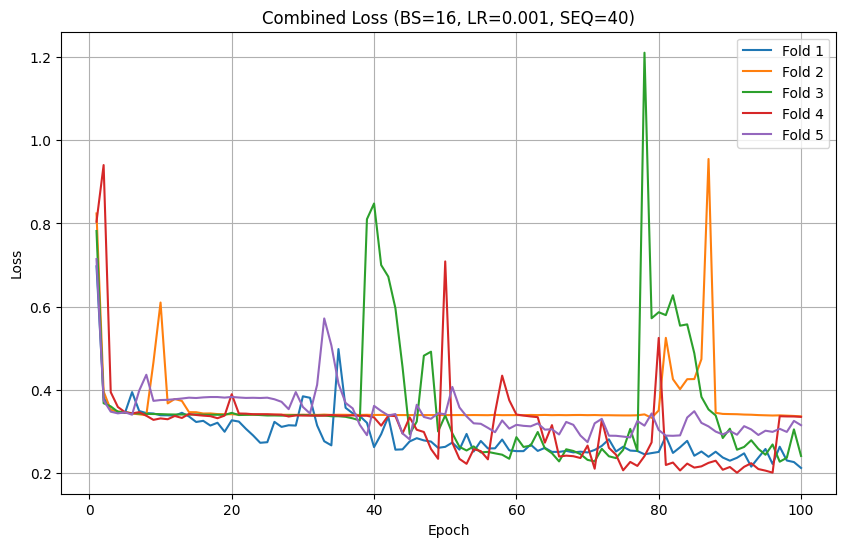 Combined Loss (BS=16, LR=0.001, SEQ=40)
Fold 1
Fold 2
Fold 3
Fold 4
Fold 5
1.2
1.0
0.8
0.6
0.4
0.2
Loss
0
20
40
60
80
100
Epoch